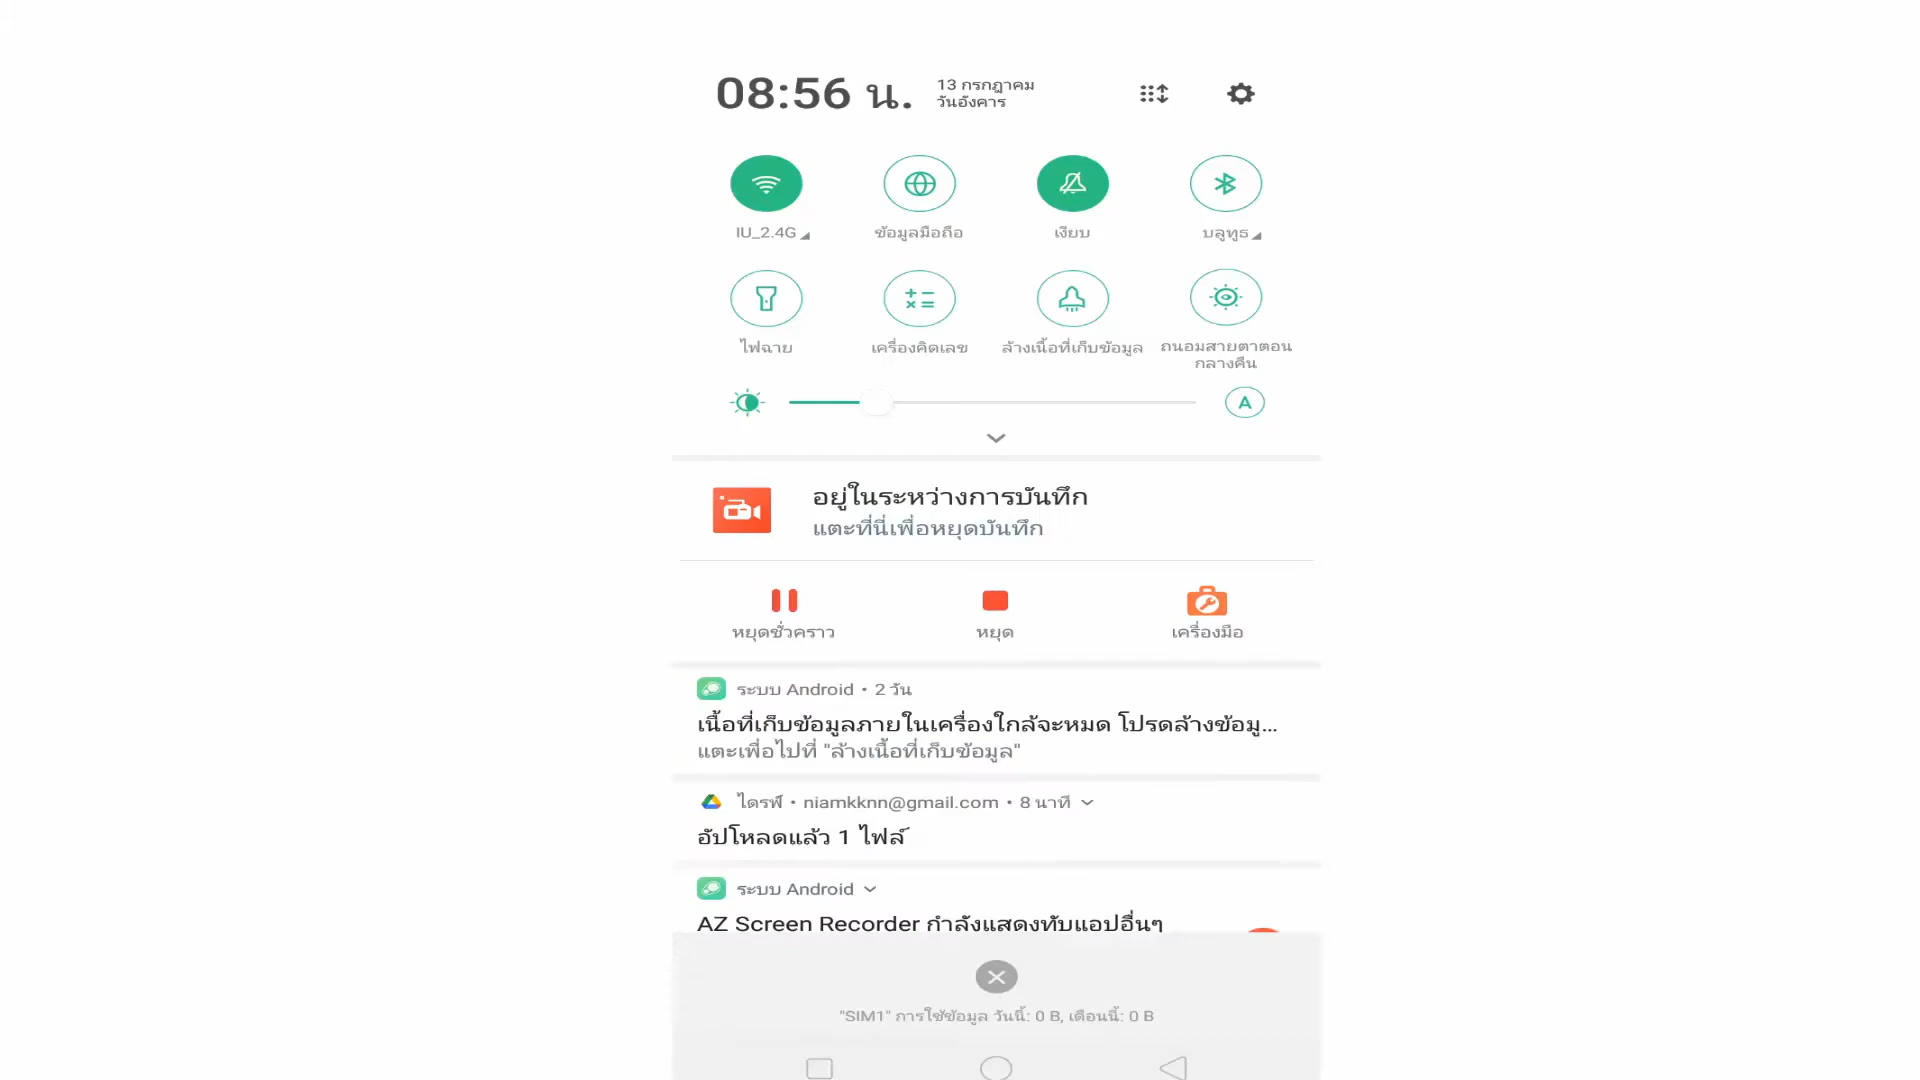 08:56 น.
13 กรกฎาคม
วันอังคาร
IU_2.4G
ข้อมูลมือถือ
เงียบ
บลูทูธ
ไฟฉาย
เครื่องคิดเลข
ล้างเนื้อที่เก็บข้อมูล
ถนอมสายตาตอน
กลางคืน
A
อยู่ในระหว่างการบันทึก
แตะที่นี่เพื่อหยุดบันทึก
หยุดชั่วคราว
หยุด
เครื่องมือ
ระบบ Android • 2 วัน
เนื้อที่เก็บข้อมูลภายในเครื่องใกล้จะหมด โปรดล้างข้อมู...
แตะเพื่อไปที่ "ล้างเนื้อที่เก็บข้อมูล"
ไดรฟ์ • niamkknn@gmail.com • 8 นาที
อัปโหลดแล้ว 1 ไฟล์
ระบบ Android
AZ Screen Recorder กำลังแสดงทับแอปอื่นๆ
"SIM1" การใช้ข้อมูล วันนี้: 0 B, เดือนนี้: 0 B